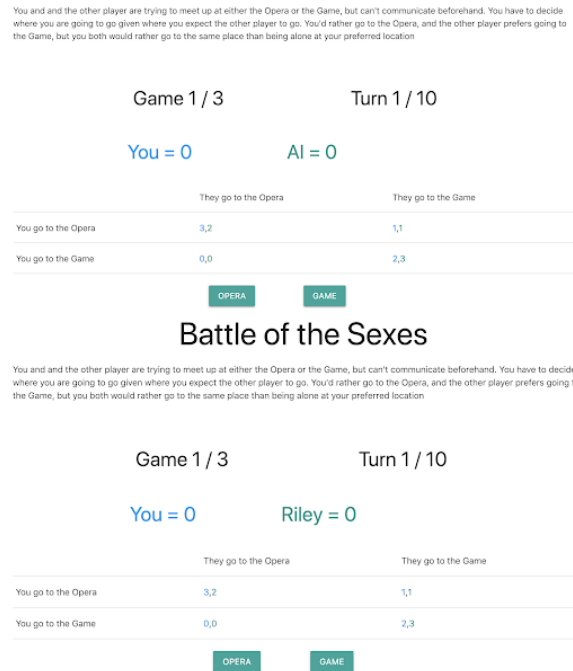 You and and the other player are trying to meet up at either the Opera or the Game, but can't communicate beforehand. You have to decide
where you are going to go given where you expect the other player to go. You'd rather go to the Opera, and the other player prefers going to
the Game, but you both would rather go to the same place than being alone at your preferred location
Game 1 / 3 Turn 1 / 10
You = 0 AI = 0
They go to the Opera They go to the Game
You go to the Opera 3,2 1,1
You go to the Game 0,0 2,3
OPERA GAME
Battle of the Sexes
You and and the other player are trying to meet up at either the Opera or the Game, but can't communicate beforehand. You have to decide
where you are going to go given where you expect the other player to go. You'd rather go to the Opera, and the other player prefers going
the Game, but you both would rather go to the same place than being alone at your preferred location
Game 1 / 3 Turn 1 / 10
You = 0 Riley = 0
They go to the Opera They go to the Game
You go to the Opera 3,2 1,1
You go to the Game 0,0 2,3
OPERA GAME